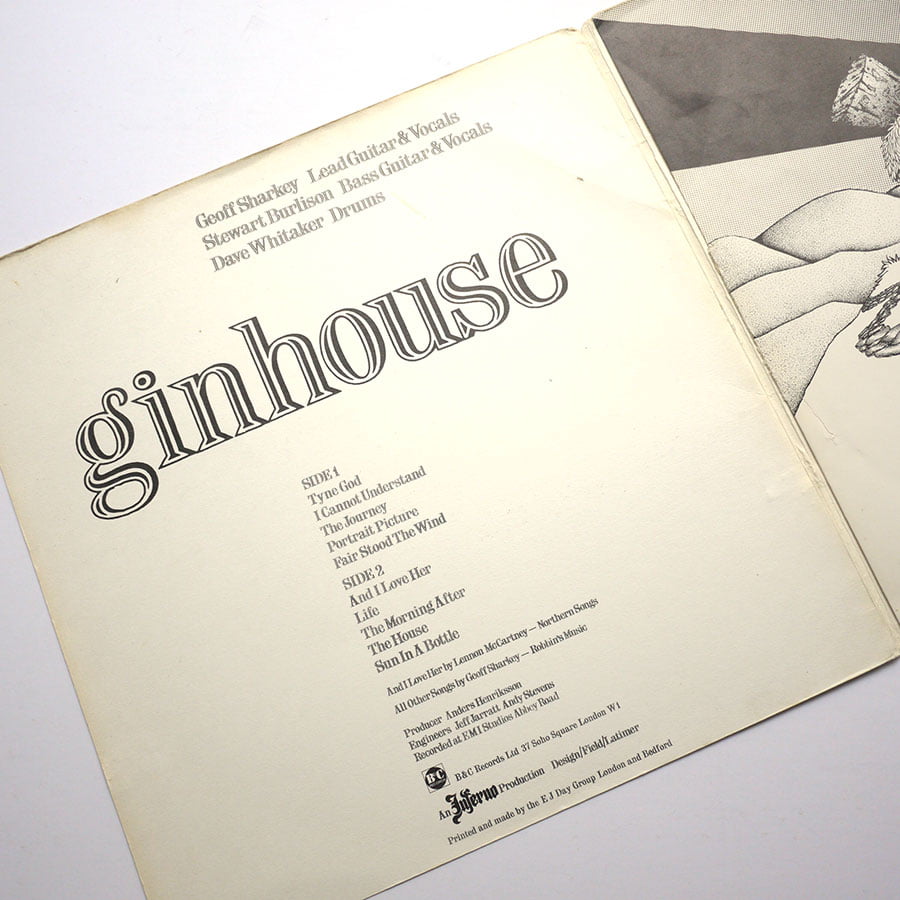 Geoff Sharkey Lead Guitar & Vocals
Stewart Burlison Bass Guitar & Vocals
Dave Whitaker Drums
ginhouse
SIDE 1
Tyne God
I Cannot Understand
The Journey
Portrait Picture
Fair Stood The Wind
SIDE 2
And I Love Her
Life
The Morning After
The House
Sun In A Bottle
And I Love Her by Lennon McCartney — Northern Songs
All Other Songs by Geoff Sharkey — Robbin's Music
Producer Anders Henriksson
Engineers Jeff Jarratt Andy Stevens
Recorded at EMI Studios Abbey Road
B&C B&C Records Ltd 37 Soho Square London W1
An Inferno Production Design/Field/Latimer
Printed and made by the E J Day Group London and Bedford